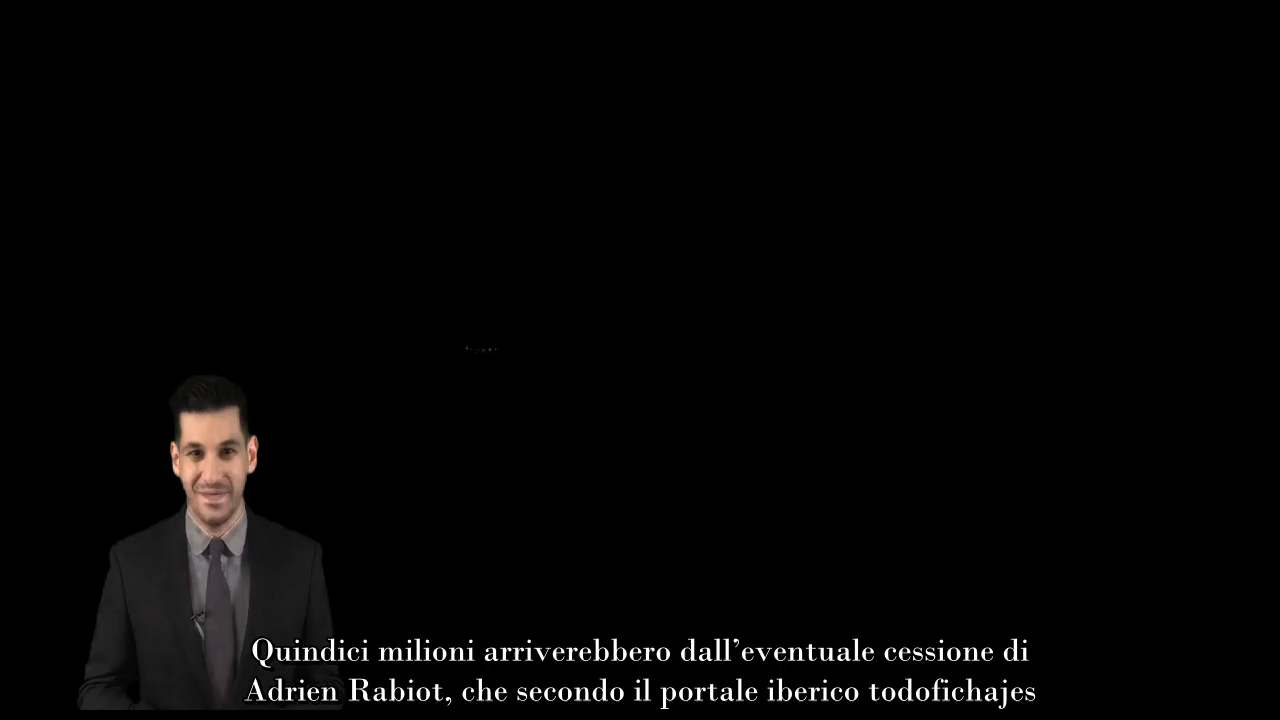 Quindici milioni arriverebbero dall’eventuale cessione di
Adrien Rabiot, che secondo il portale iberico todofichajes